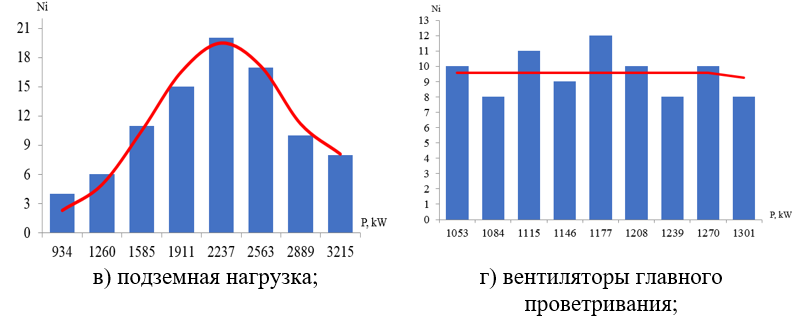 Ni
21
18
15
12
9
6
3
0
934 1260 1585 1911 2237 2563 2889 3215
P, kW
в) подземная нагрузка;
Ni
13
12
11
10
9
8
7
6
5
4
3
2
1
0
1053 1084 1115 1146 1177 1208 1239 1270 1301
P, kW
г) вентиляторы главного
проветривания;